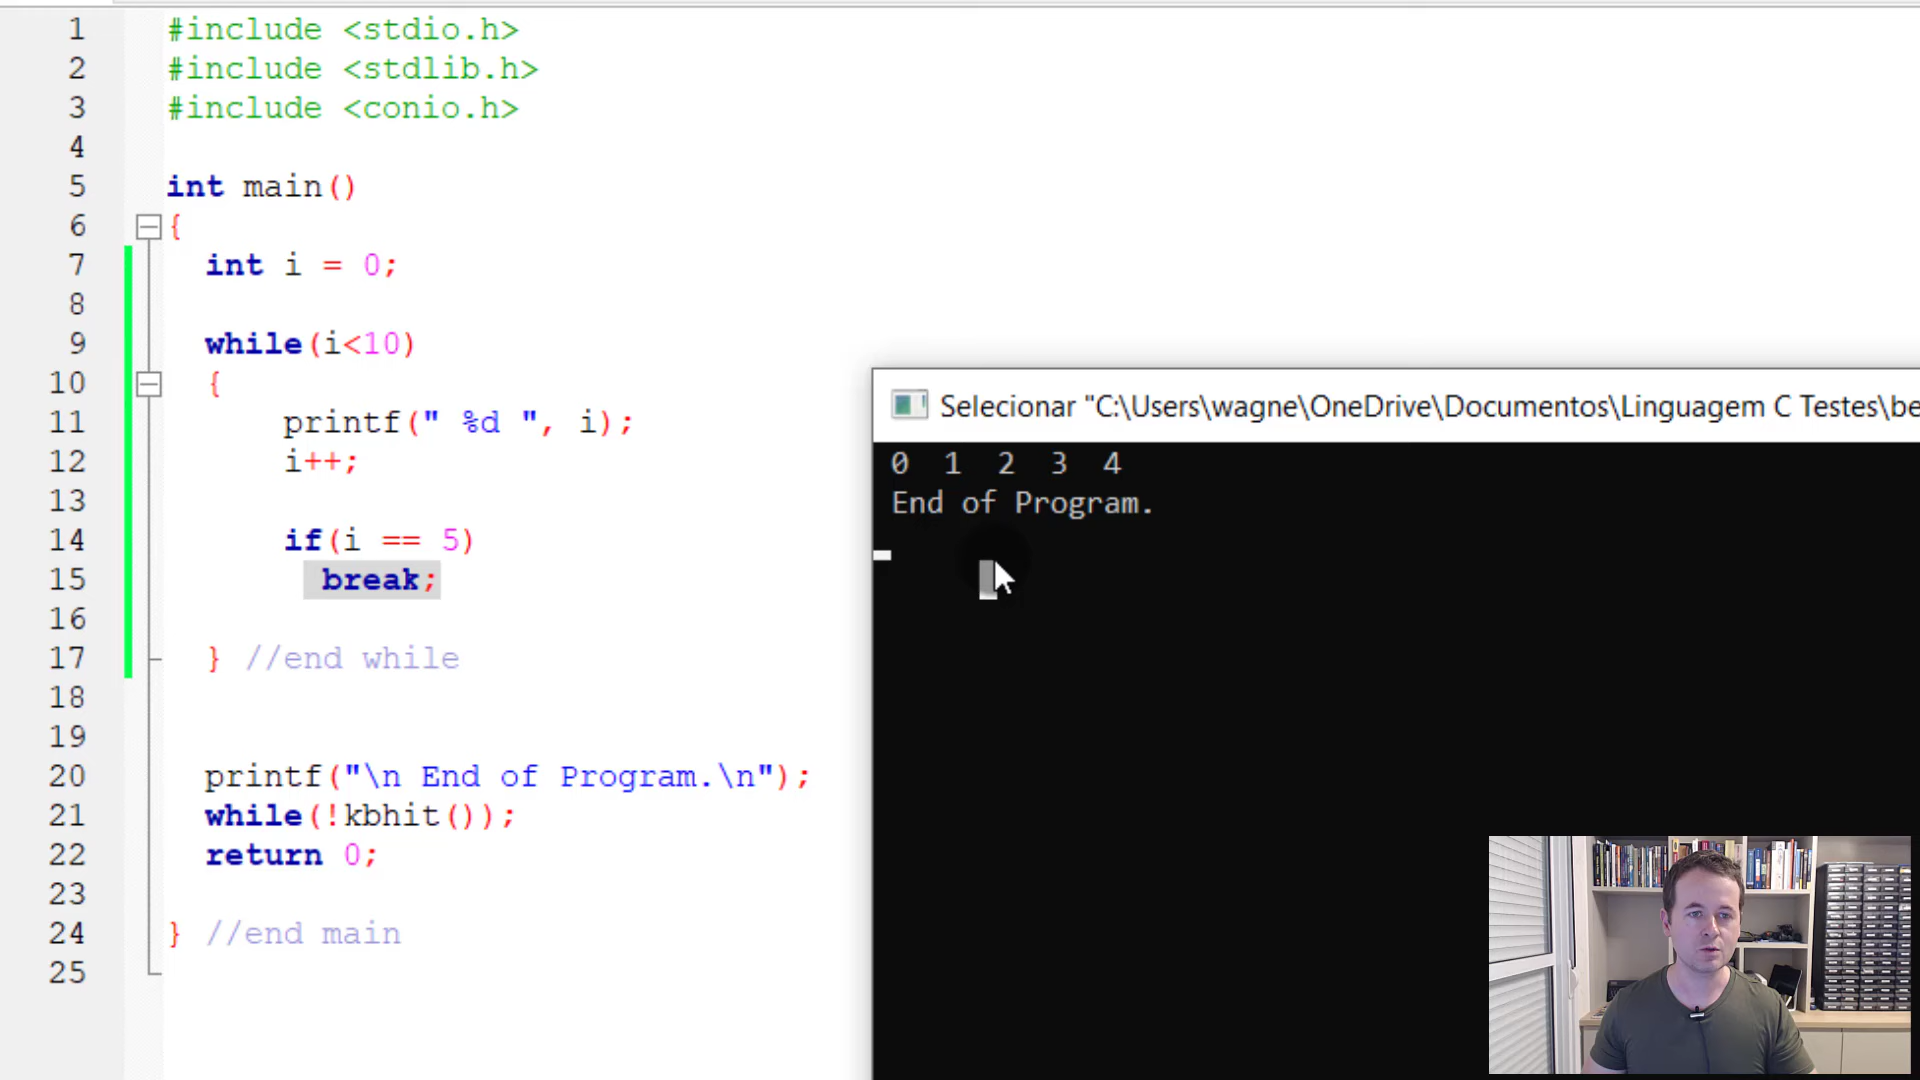 1 #include <stdio.h>
2 #include <stdlib.h>
3 #include <conio.h>
4
5 int main()
6 {
7 int i = 0;
8
9 while(i<10)
10 {
11 printf(" %d ", i);
12 i++;
13
14 if(i == 5)
15 break;
16
17 } //end while
18
19
20 printf("\n End of Program.\n");
21 while(!kbhit());
22 return 0;
23
24 } //end main
25
Selecionar "C:\Users\wagne\OneDrive\Documentos\Linguagem C Testes\be
0 1 2 3 4
End of Program.